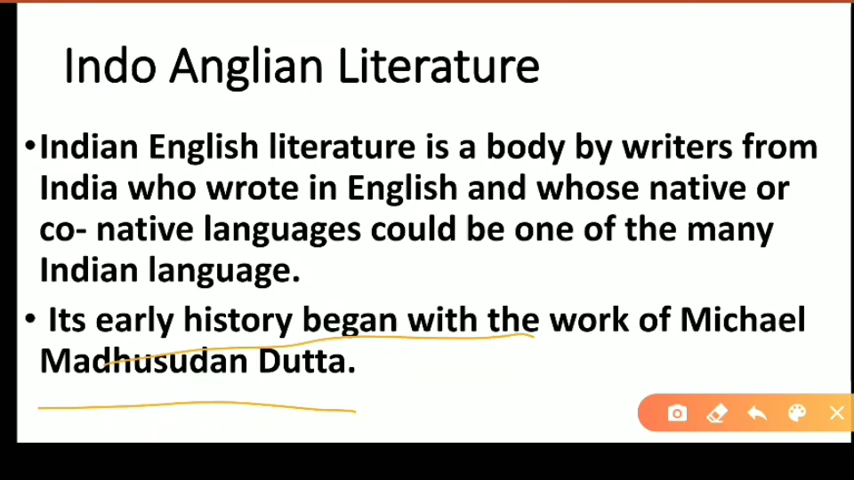 Indo Anglian Literature
•Indian English literature is a body by writers from
India who wrote in English and whose native or
co- native languages could be one of the many
Indian language.
• Its early history began with the work of Michael
Madhusudan Dutta.